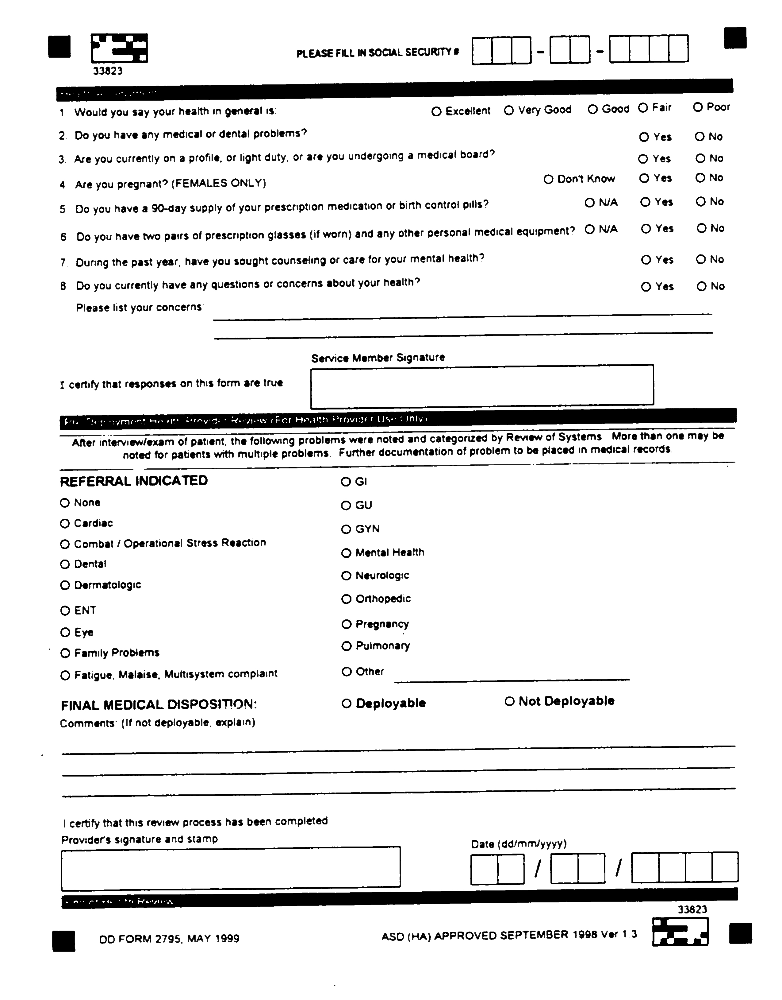 PLEASE FILL IN SOCIAL SECURITY # - -
33823
1 Would you say your health in general is: O Excellent O Very Good O Good O Fair O Poor
2. Do you have any medical or dental problems? O Yes O No
3. Are you currently on a profile, or light duty, or are you undergoing a medical board? O Yes O No
4 Are you pregnant? (FEMALES ONLY) O Don't Know O Yes O No
5 Do you have a 90-day supply of your prescription medication or birth control pills? O N/A O Yes O No
6 Do you have two pairs of prescription glasses (if worn) and any other personal medical equipment? O N/A O Yes O No
7. During the past year, have you sought counseling or care for your mental health? O Yes O No
8 Do you currently have any questions or concerns about your health? O Yes O No
Please list your concerns:
Service Member Signature
I certify that responses on this form are true
Pre-Deployment Health Provider Review (For Health Provider Use Only)
After interview/exam of patient, the following problems were noted and categorized by Review of Systems More than one may be
noted for patients with multiple problems. Further documentation of problem to be placed in medical records.
REFERRAL INDICATED
O None
O Cardiac
O Combat / Operational Stress Reaction
O Dental
O Dermatologic
O ENT
O Eye
O Family Problems
O Fatigue, Malaise, Multisystem complaint
O GI
O GU
O GYN
O Mental Health
O Neurologic
O Orthopedic
O Pregnancy
O Pulmonary
O Other
FINAL MEDICAL DISPOSITION: O Deployable O Not Deployable
Comments: (If not deployable, explain)
I certify that this review process has been completed
Provider's signature and stamp
Date (dd/mm/yyyy)
/ /
End of Health Review
33823
DD FORM 2795, MAY 1999 ASD (HA) APPROVED SEPTEMBER 1998 Ver 1.3